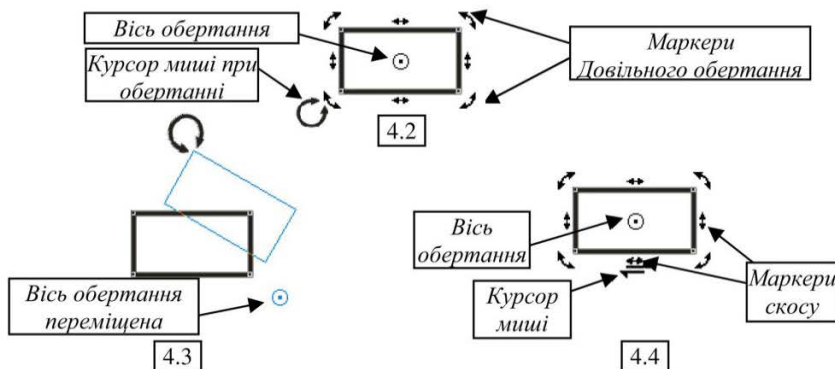 Вісь обертання
Курсор миші при
обертанні
Маркери
Довільного обертання
4.2
Вісь
обертання
Вісь обертання
переміщена
Курсор
миші
Маркери
скосу
4.3
4.4